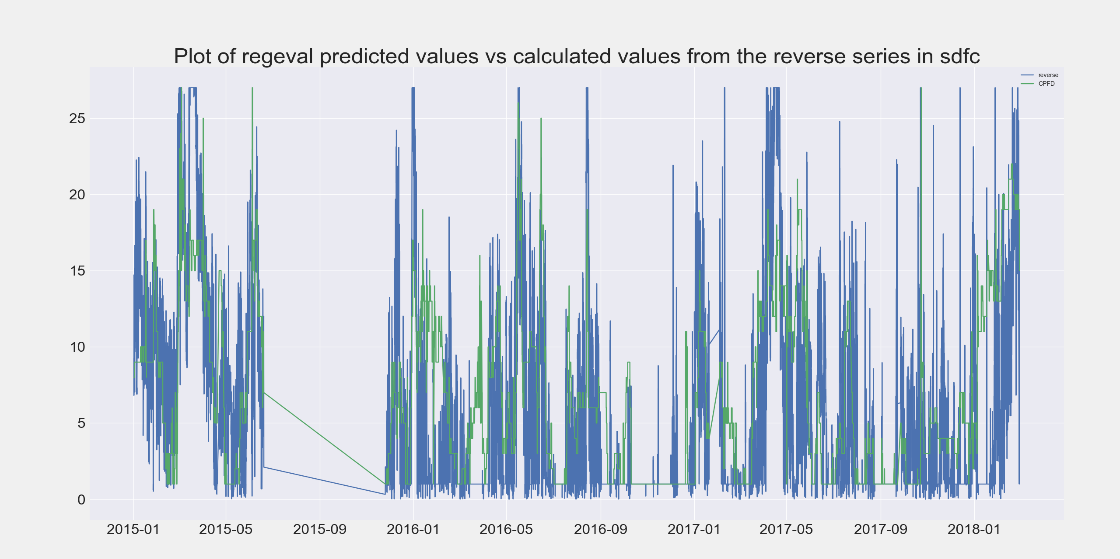 Plot of regeval predicted values vs calculated values from the reverse series in sdfc
reverse
CPFD
25
20
15
10
5
0
2015-01 2015-05 2015-09 2016-01 2016-05 2016-09 2017-01 2017-05 2017-09 2018-01